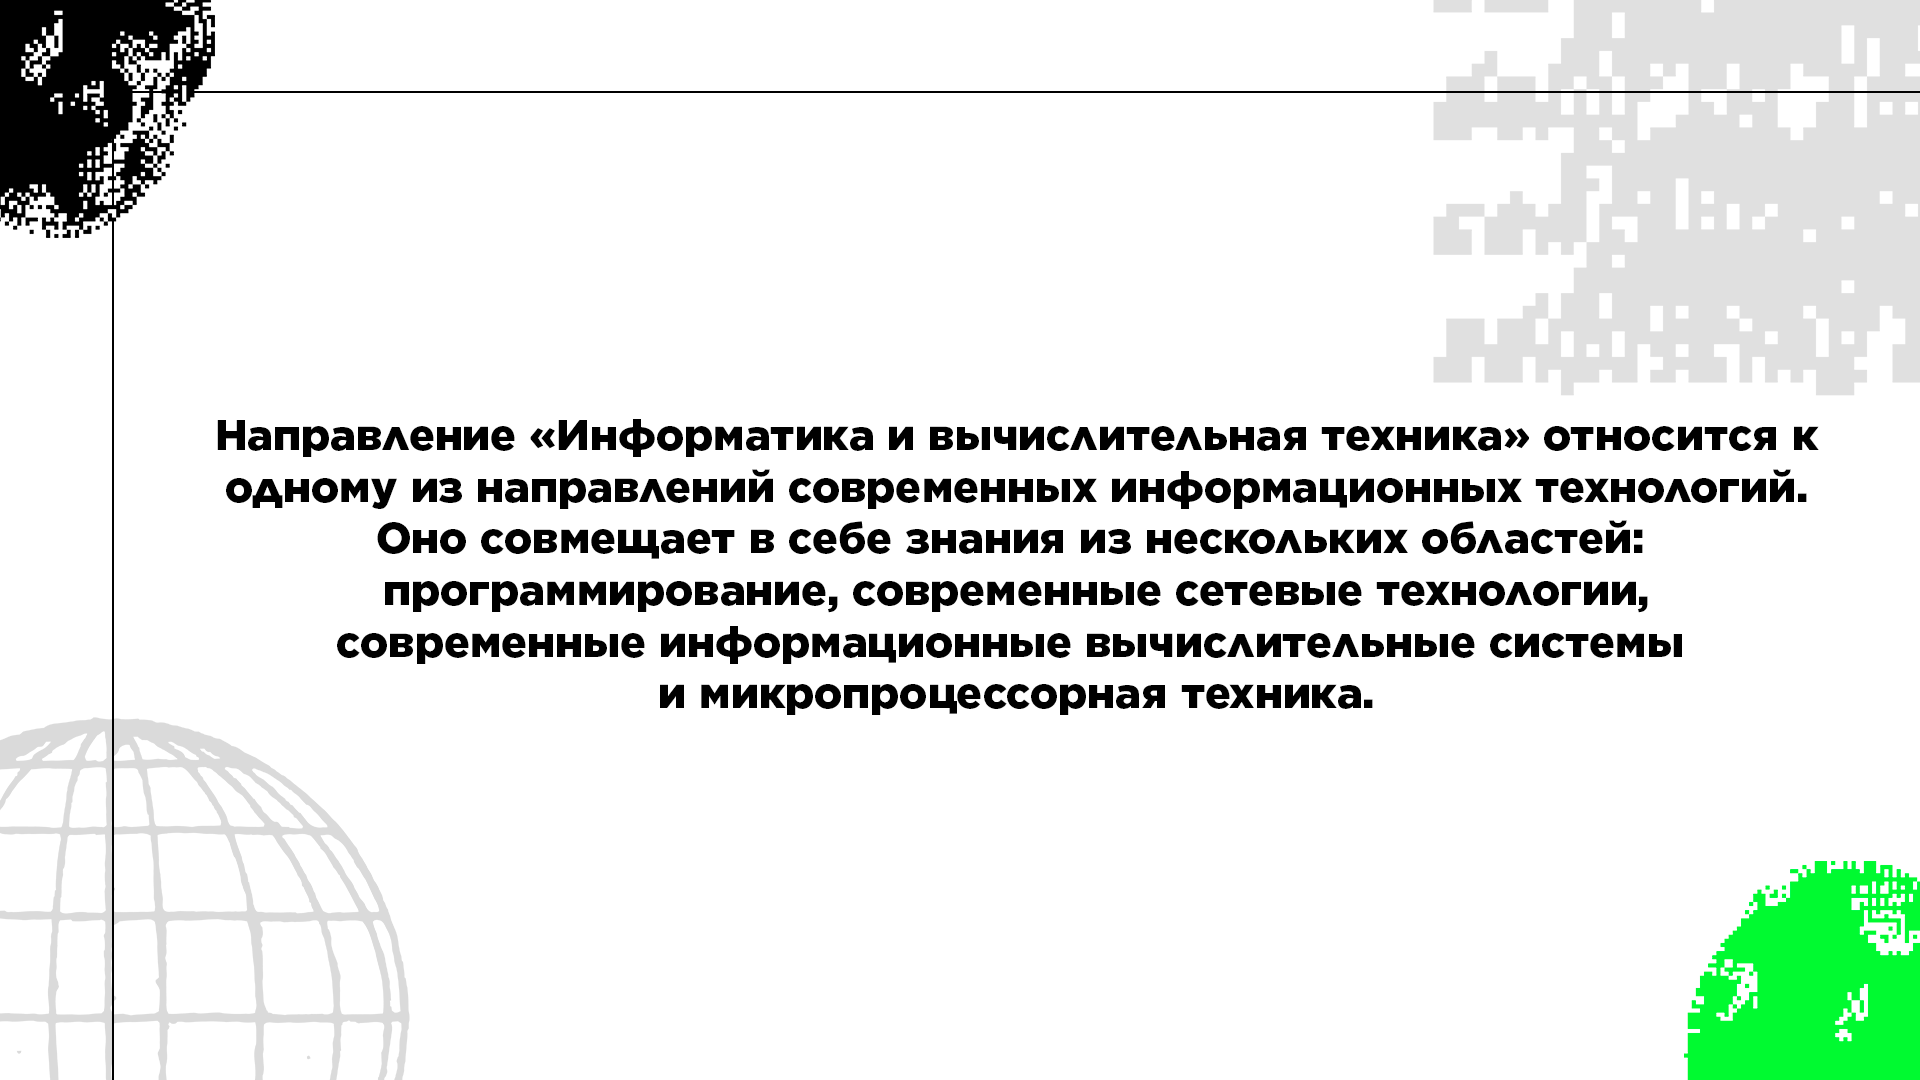 Направление «Информатика и вычислительная техника» относится к
одному из направлений современных информационных технологий.
Оно совмещает в себе знания из нескольких областей:
программирование, современные сетевые технологии,
современные информационные вычислительные системы
и микропроцессорная техника.